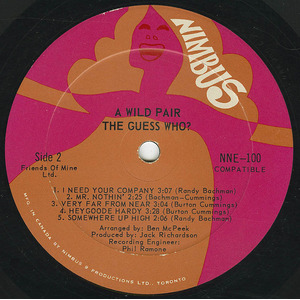 NIMBUS
A WILD PAIR
THE GUESS WHO?
Side 2
Friends Of Mine
Ltd.
NNE-100
COMPATIBLE
1. I NEED YOUR COMPANY 3:07 (Randy Bachman)
2. MR. NOTHIN' 2:25 (Bachman-Cummings)
3. VERY FAR FROM NEAR 3:04 (Burton Cummings)
4. HEYGOODE HARDY 3:28 (Burton Cummings)
5. SOMEWHERE UP HIGH 2:06 (Randy Bachman)
Arranged by: Ben McPeek
Produced by: Jack Richardson
Recording Engineer:
Phil Ramone
MFG. IN CANADA BY NIMBUS 9 PRODUCTIONS LTD., TORONTO